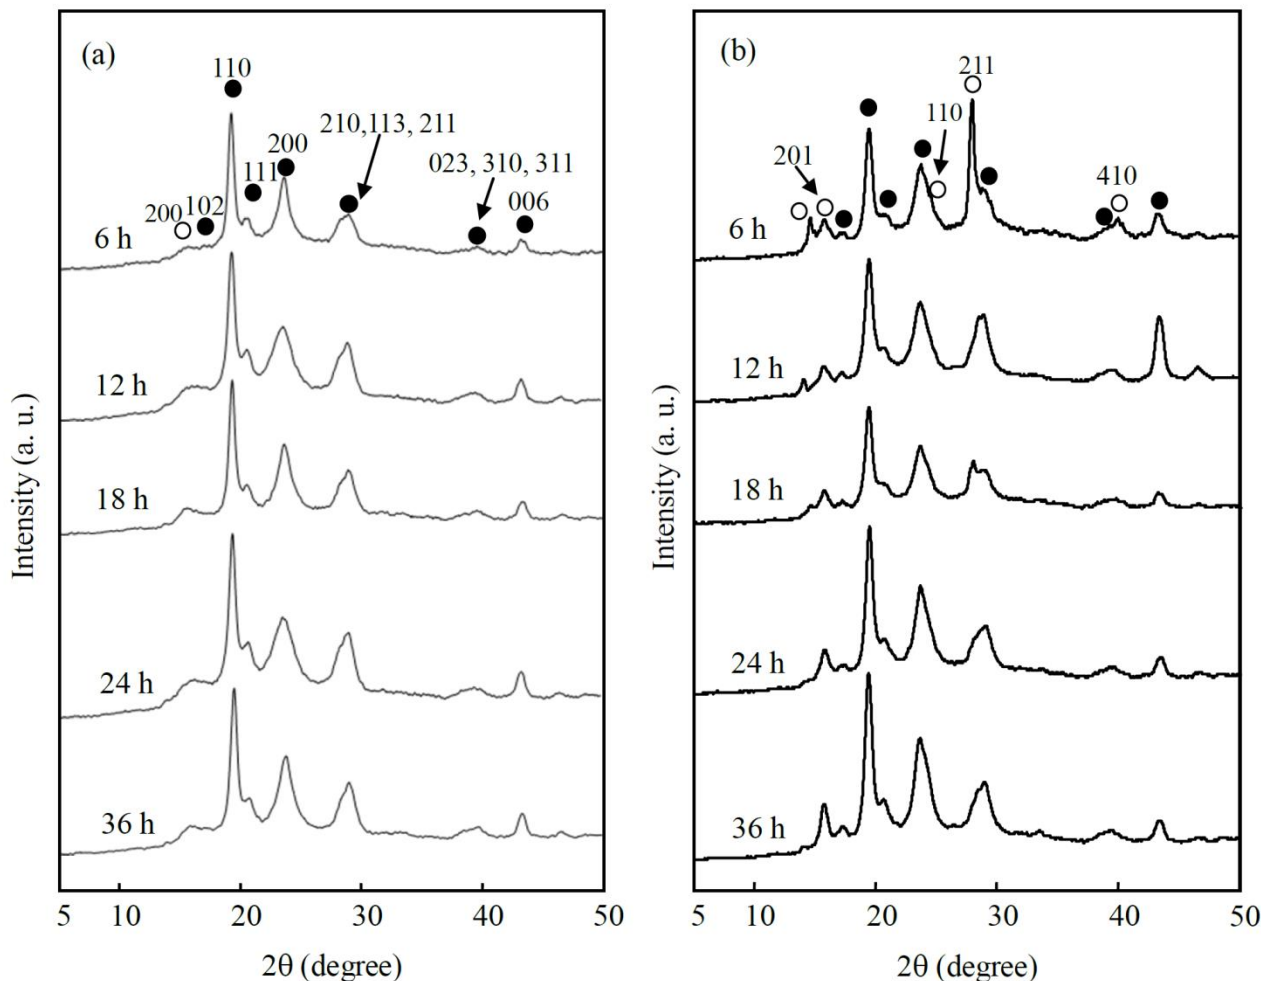 (a)
110
210,113, 211
200
111
023, 310, 311
200
102
006
6 h
12 h
18 h
24 h
36 h
Intensity (a. u.)
5 10 20 30 40 50
2θ (degree)
(b)
211
110
201
410
6 h
12 h
18 h
24 h
36 h
Intensity (a. u.)
5 10 20 30 40 50
2θ (degree)